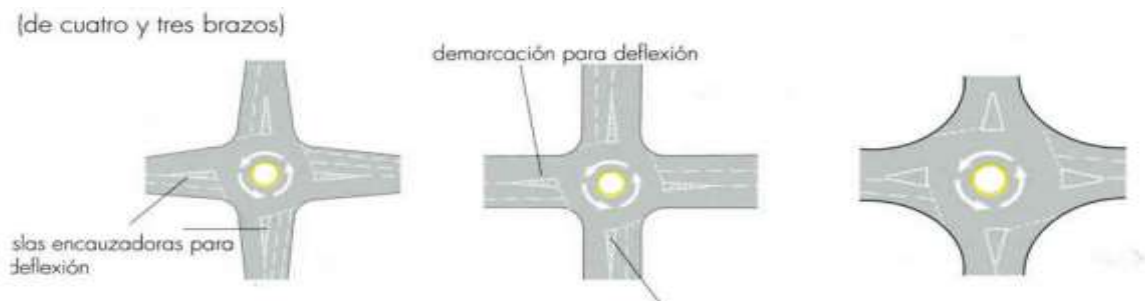 (de cuatro y tres brazos)
demarcación para deflexión
slas encauzadoras para
deflexión